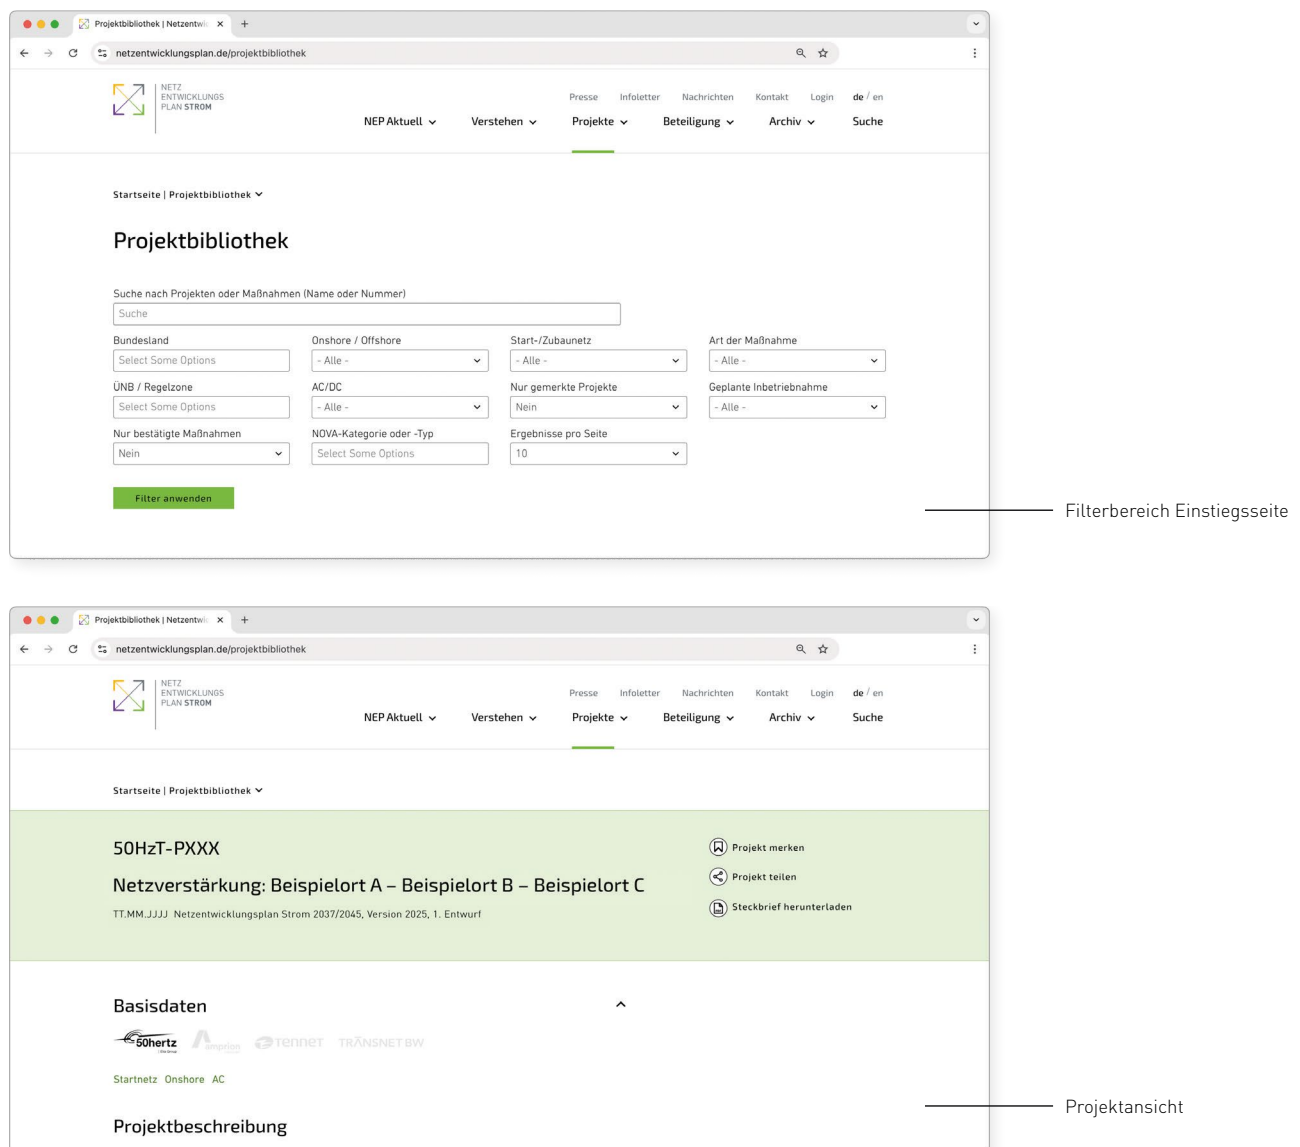 Projektbibliothek | Netzentwi
netzentwicklungsplan.de/projektbibliothek
NETZ
ENTWICKLUNGS
PLAN STROM
Presse Infoletter Nachrichten Kontakt Login de / en
NEP Aktuell Verstehen Projekte Beteiligung Archiv Suche
Startseite | Projektbibliothek
Projektbibliothek
Suche nach Projekten oder Maßnahmen (Name oder Nummer)
Suche
Bundesland Onshore / Offshore Start-/Zubaunetz Art der Maßnahme
Select Some Options - Alle - - Alle - - Alle -
ÜNB / Regelzone AC/DC Nur gemerkte Projekte Geplante Inbetriebnahme
Select Some Options - Alle - Nein - Alle -
Nur bestätigte Maßnahmen NOVA-Kategorie oder -Typ Ergebnisse pro Seite
Nein Select Some Options 10
Filter anwenden
Filterbereich Einstiegsseite
Projektbibliothek | Netzentwi
netzentwicklungsplan.de/projektbibliothek
NETZ
ENTWICKLUNGS
PLAN STROM
Presse Infoletter Nachrichten Kontakt Login de / en
NEP Aktuell Verstehen Projekte Beteiligung Archiv Suche
Startseite | Projektbibliothek
50HzT-PXXX
Netzverstärkung: Beispielort A – Beispielort B – Beispielort C
TT.MM.JJJJ Netzentwicklungsplan Strom 2037/2045, Version 2025, 1. Entwurf
Projekt merken
Projekt teilen
Steckbrief herunterladen
Basisdaten
50hertz amprion TENNET TRANSNET BW
Startnetz Onshore AC
Projektbeschreibung
Projektansicht